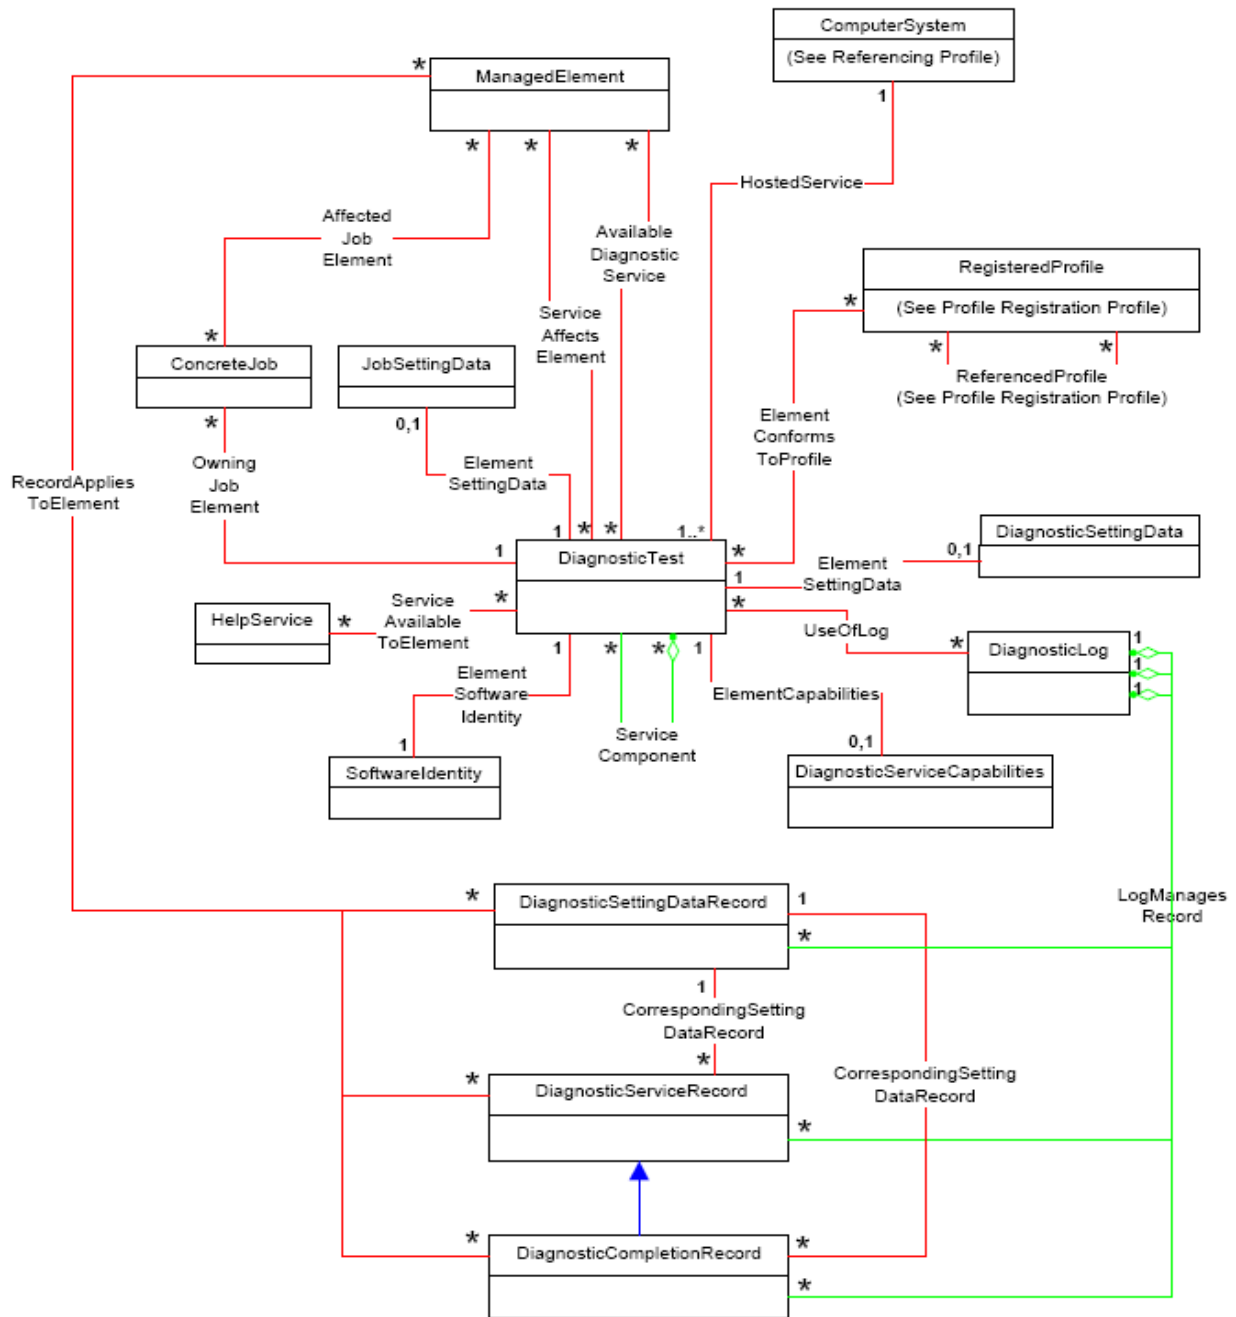 ComputerSystem
(See Referencing Profile)
*
ManagedElement
1
* * *
HostedService
Affected
Job
Element
Available
Diagnostic
Service
RegisteredProfile
*
(See Profile Registration Profile)
Service
Affects
Element
*
ConcreteJob
JobSettingData
* *
ReferencedProfile
(See Profile Registration Profile)
*
0,1
Element
Conforms
ToProfile
Owning
Job
Element
Element
SettingData
RecordApplies
ToElement
1 * * 1..*
DiagnosticSettingData
1
DiagnosticTest
*
0,1
Element
SettingData
1
HelpService
*
Service
Available
ToElement
*
*
UseOfLog
*
DiagnosticLog
1
1
1
1 * * 1
Element
Software
Identity
ElementCapabilities
Service
Component
1
0,1
SoftwareIdentity
DiagnosticServiceCapabilities
*
DiagnosticSettingDataRecord
1
LogManages
Record
*
1
CorrespondingSetting
DataRecord
*
*
DiagnosticServiceRecord
CorrespondingSetting
DataRecord
*
*
DiagnosticCompletionRecord
*
*